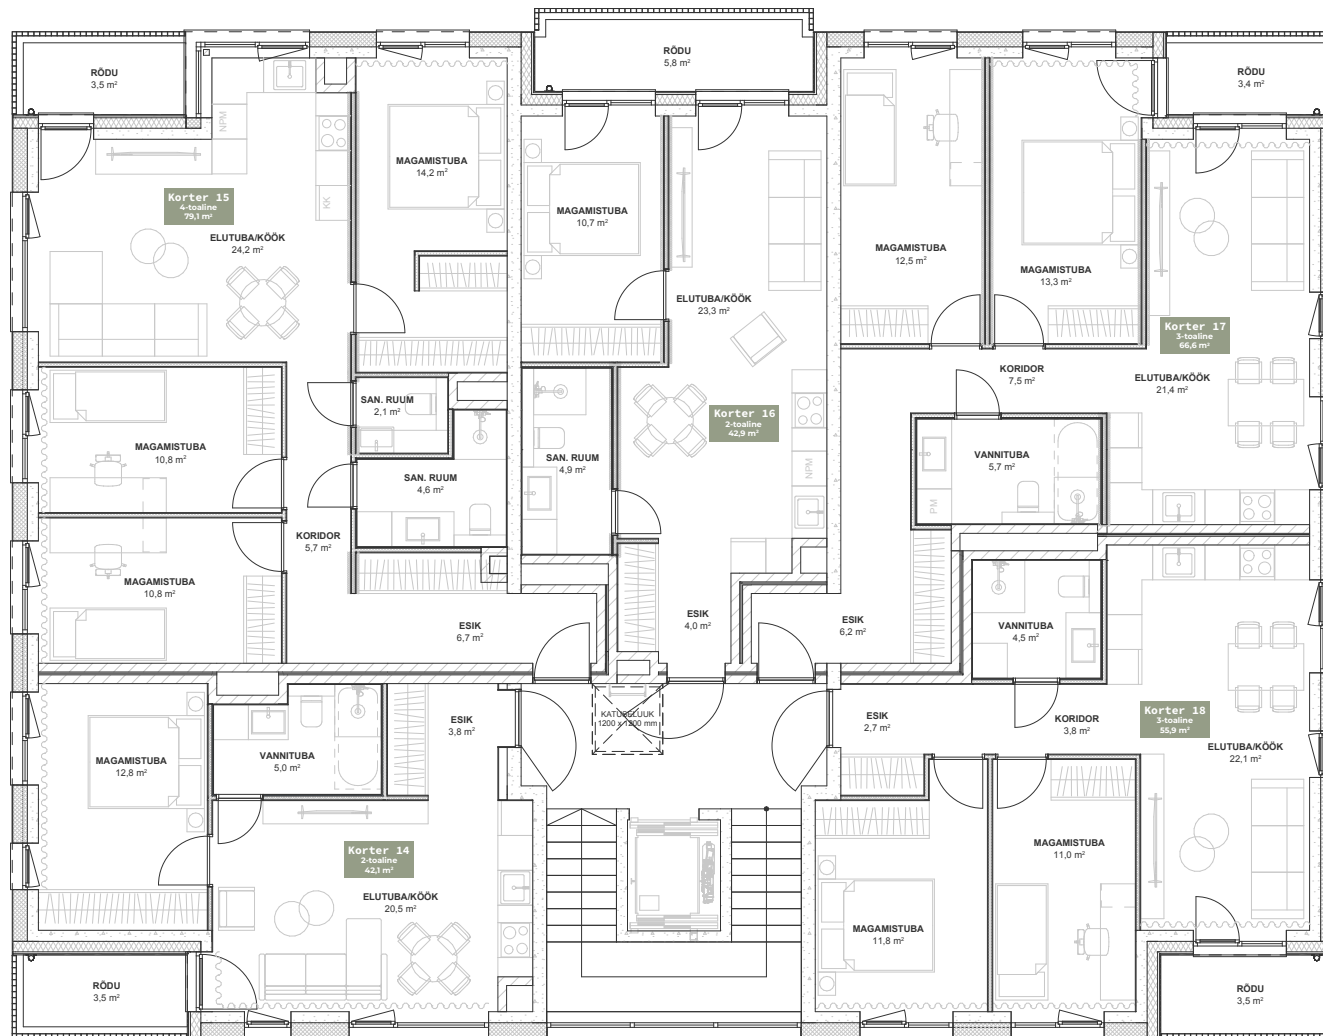 RÕDU
3,5 m²
RÕDU
5,8 m²
RÕDU
3,4 m²
NPM
KK
MAGAMISTUBA
14,2 m²
Korter 15
4-toaline
79,1 m²
ELUTUBA/KÖÖK
24,2 m²
MAGAMISTUBA
10,7 m²
ELUTUBA/KÖÖK
23,3 m²
MAGAMISTUBA
12,5 m²
MAGAMISTUBA
13,3 m²
Korter 17
3-toaline
66,6 m²
ELUTUBA/KÖÖK
21,4 m²
KORIDOR
7,5 m²
SAN. RUUM
2,1 m²
Korter 16
2-toaline
42,9 m²
MAGAMISTUBA
10,8 m²
SAN. RUUM
4,6 m²
SAN. RUUM
4,9 m²
NPM
VANNITUBA
5,7 m²
PM
KORIDOR
5,7 m²
MAGAMISTUBA
10,8 m²
ESIK
6,7 m²
ESIK
4,0 m²
ESIK
6,2 m²
VANNITUBA
4,5 m²
KATUSELUUK
1200 x 1200 mm
ESIK
3,8 m²
ESIK
2,7 m²
KORIDOR
3,8 m²
Korter 18
3-toaline
55,9 m²
ELUTUBA/KÖÖK
22,1 m²
MAGAMISTUBA
12,8 m²
VANNITUBA
5,0 m²
Korter 14
2-toaline
42,1 m²
ELUTUBA/KÖÖK
20,5 m²
MAGAMISTUBA
11,0 m²
MAGAMISTUBA
11,8 m²
RÕDU
3,5 m²
RÕDU
3,5 m²